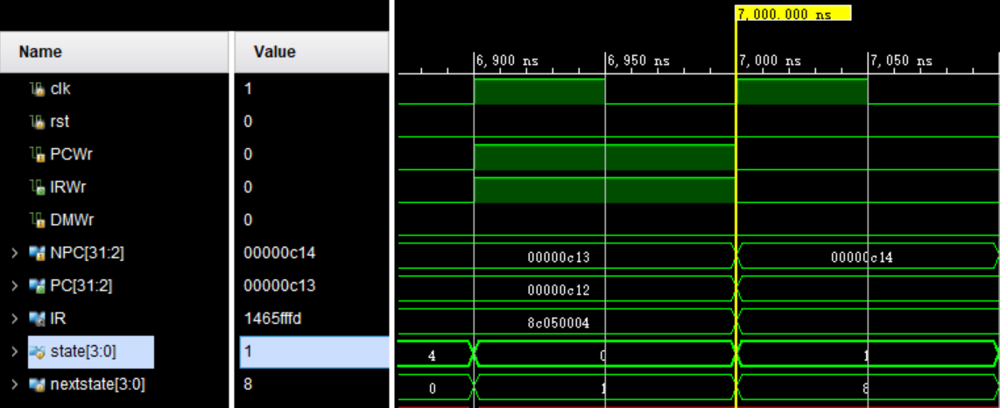 7,000.000 ns
Name Value
6,900 ns 6,950 ns 7,000 ns 7,050 ns
clk 1
rst 0
PCWr 0
IRWr 0
DMWr 0
NPC[31:2] 00000c14 00000c13 00000c14
PC[31:2] 00000c13 00000c12
IR 1465fffd 8c050004
state[3:0] 1 4 0 1
nextstate[3:0] 8 0 1 8